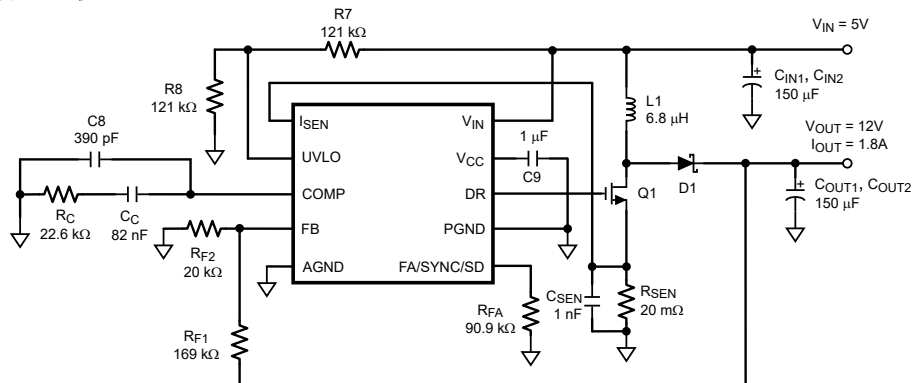 R7
121 kΩ
V_IN = 5V
R8
121 kΩ
C_IN1, C_IN2
150 µF
L1
6.8 µH
C8
390 pF
I_SEN
V_IN
1 µF
V_OUT = 12V
I_OUT = 1.8A
UVLO
V_CC
C9
D1
COMP
DR
Q1
C_OUT1, C_OUT2
150 µF
R_C
22.6 kΩ
C_C
82 nF
FB
PGND
R_F2
20 kΩ
AGND
FA/SYNC/SD
C_SEN
1 nF
R_SEN
20 mΩ
R_FA
90.9 kΩ
R_F1
169 kΩ